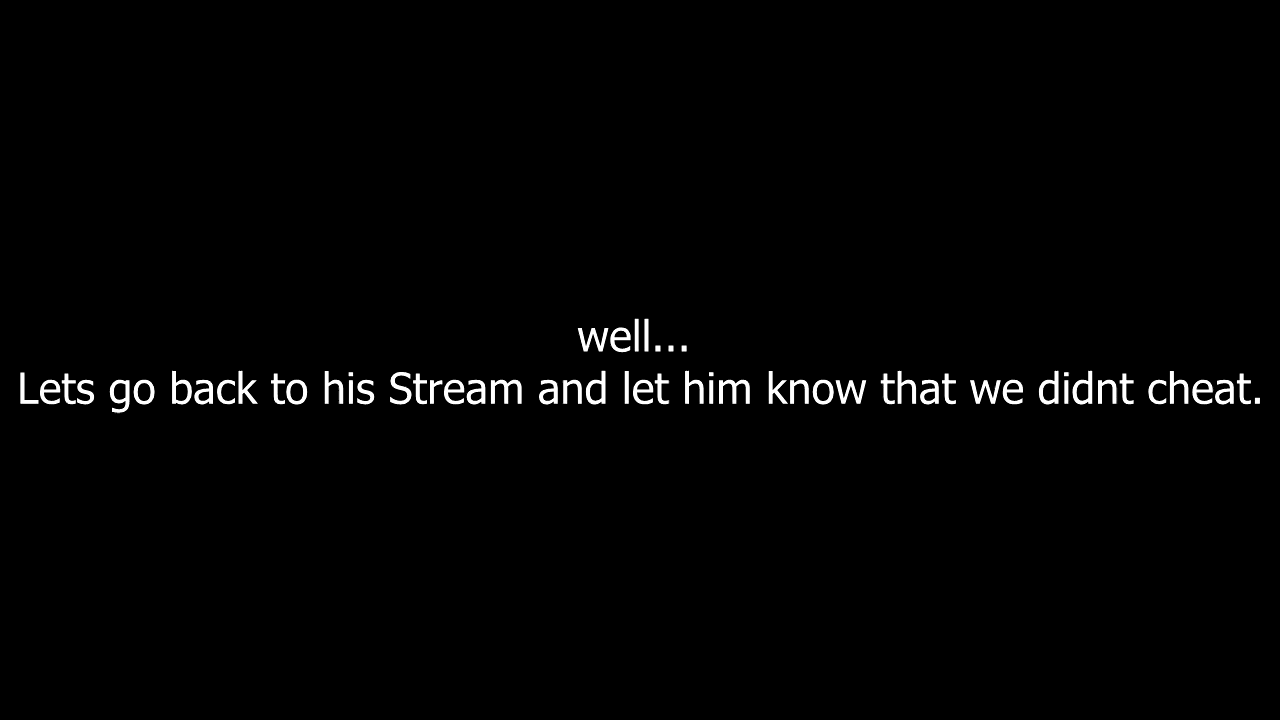 well...
Lets go back to his Stream and let him know that we didnt cheat.